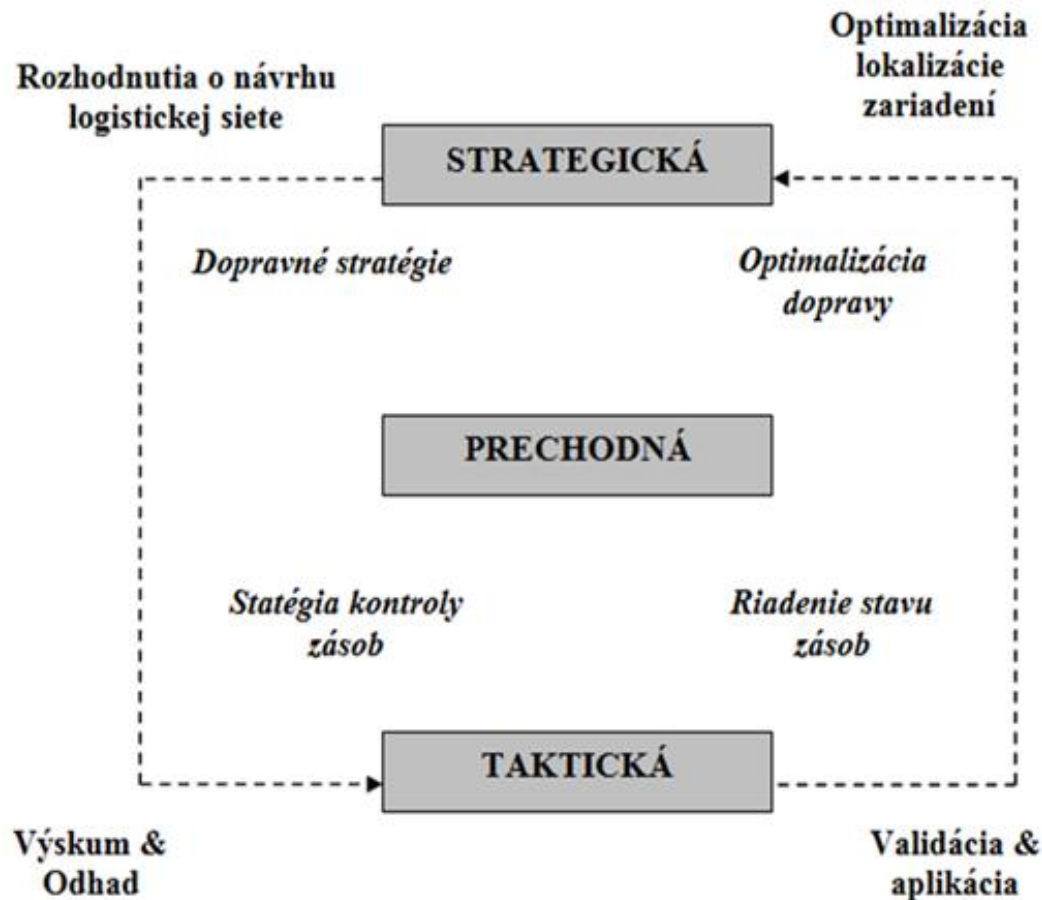 Optimalizácia
lokalizácie
zariadení
Rozhodnutia o návrhu
logistickej siete
STRATEGICKÁ
Dopravné stratégie
Optimalizácia
dopravy
PRECHODNÁ
Statégia kontroly
zásob
Riadenie stavu
zásob
TAKTICKÁ
Výskum &
Odhad
Validácia &
aplikácia